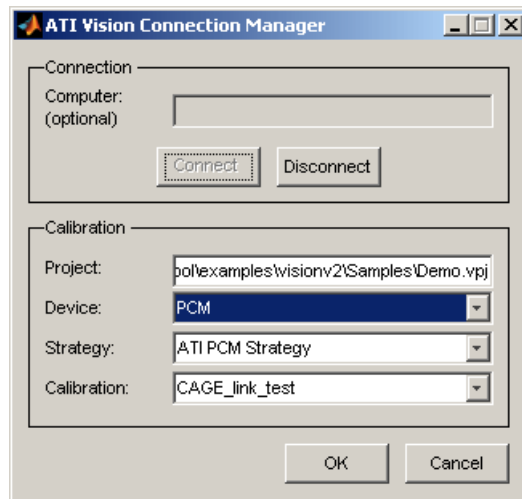 ATI Vision Connection Manager
Connection
Computer:
(optional)
Connect Disconnect
Calibration
Project: ool\examples\visionv2\Samples\Demo.vpj
Device: PCM
Strategy: ATI PCM Strategy
Calibration: CAGE_link_test
OK Cancel